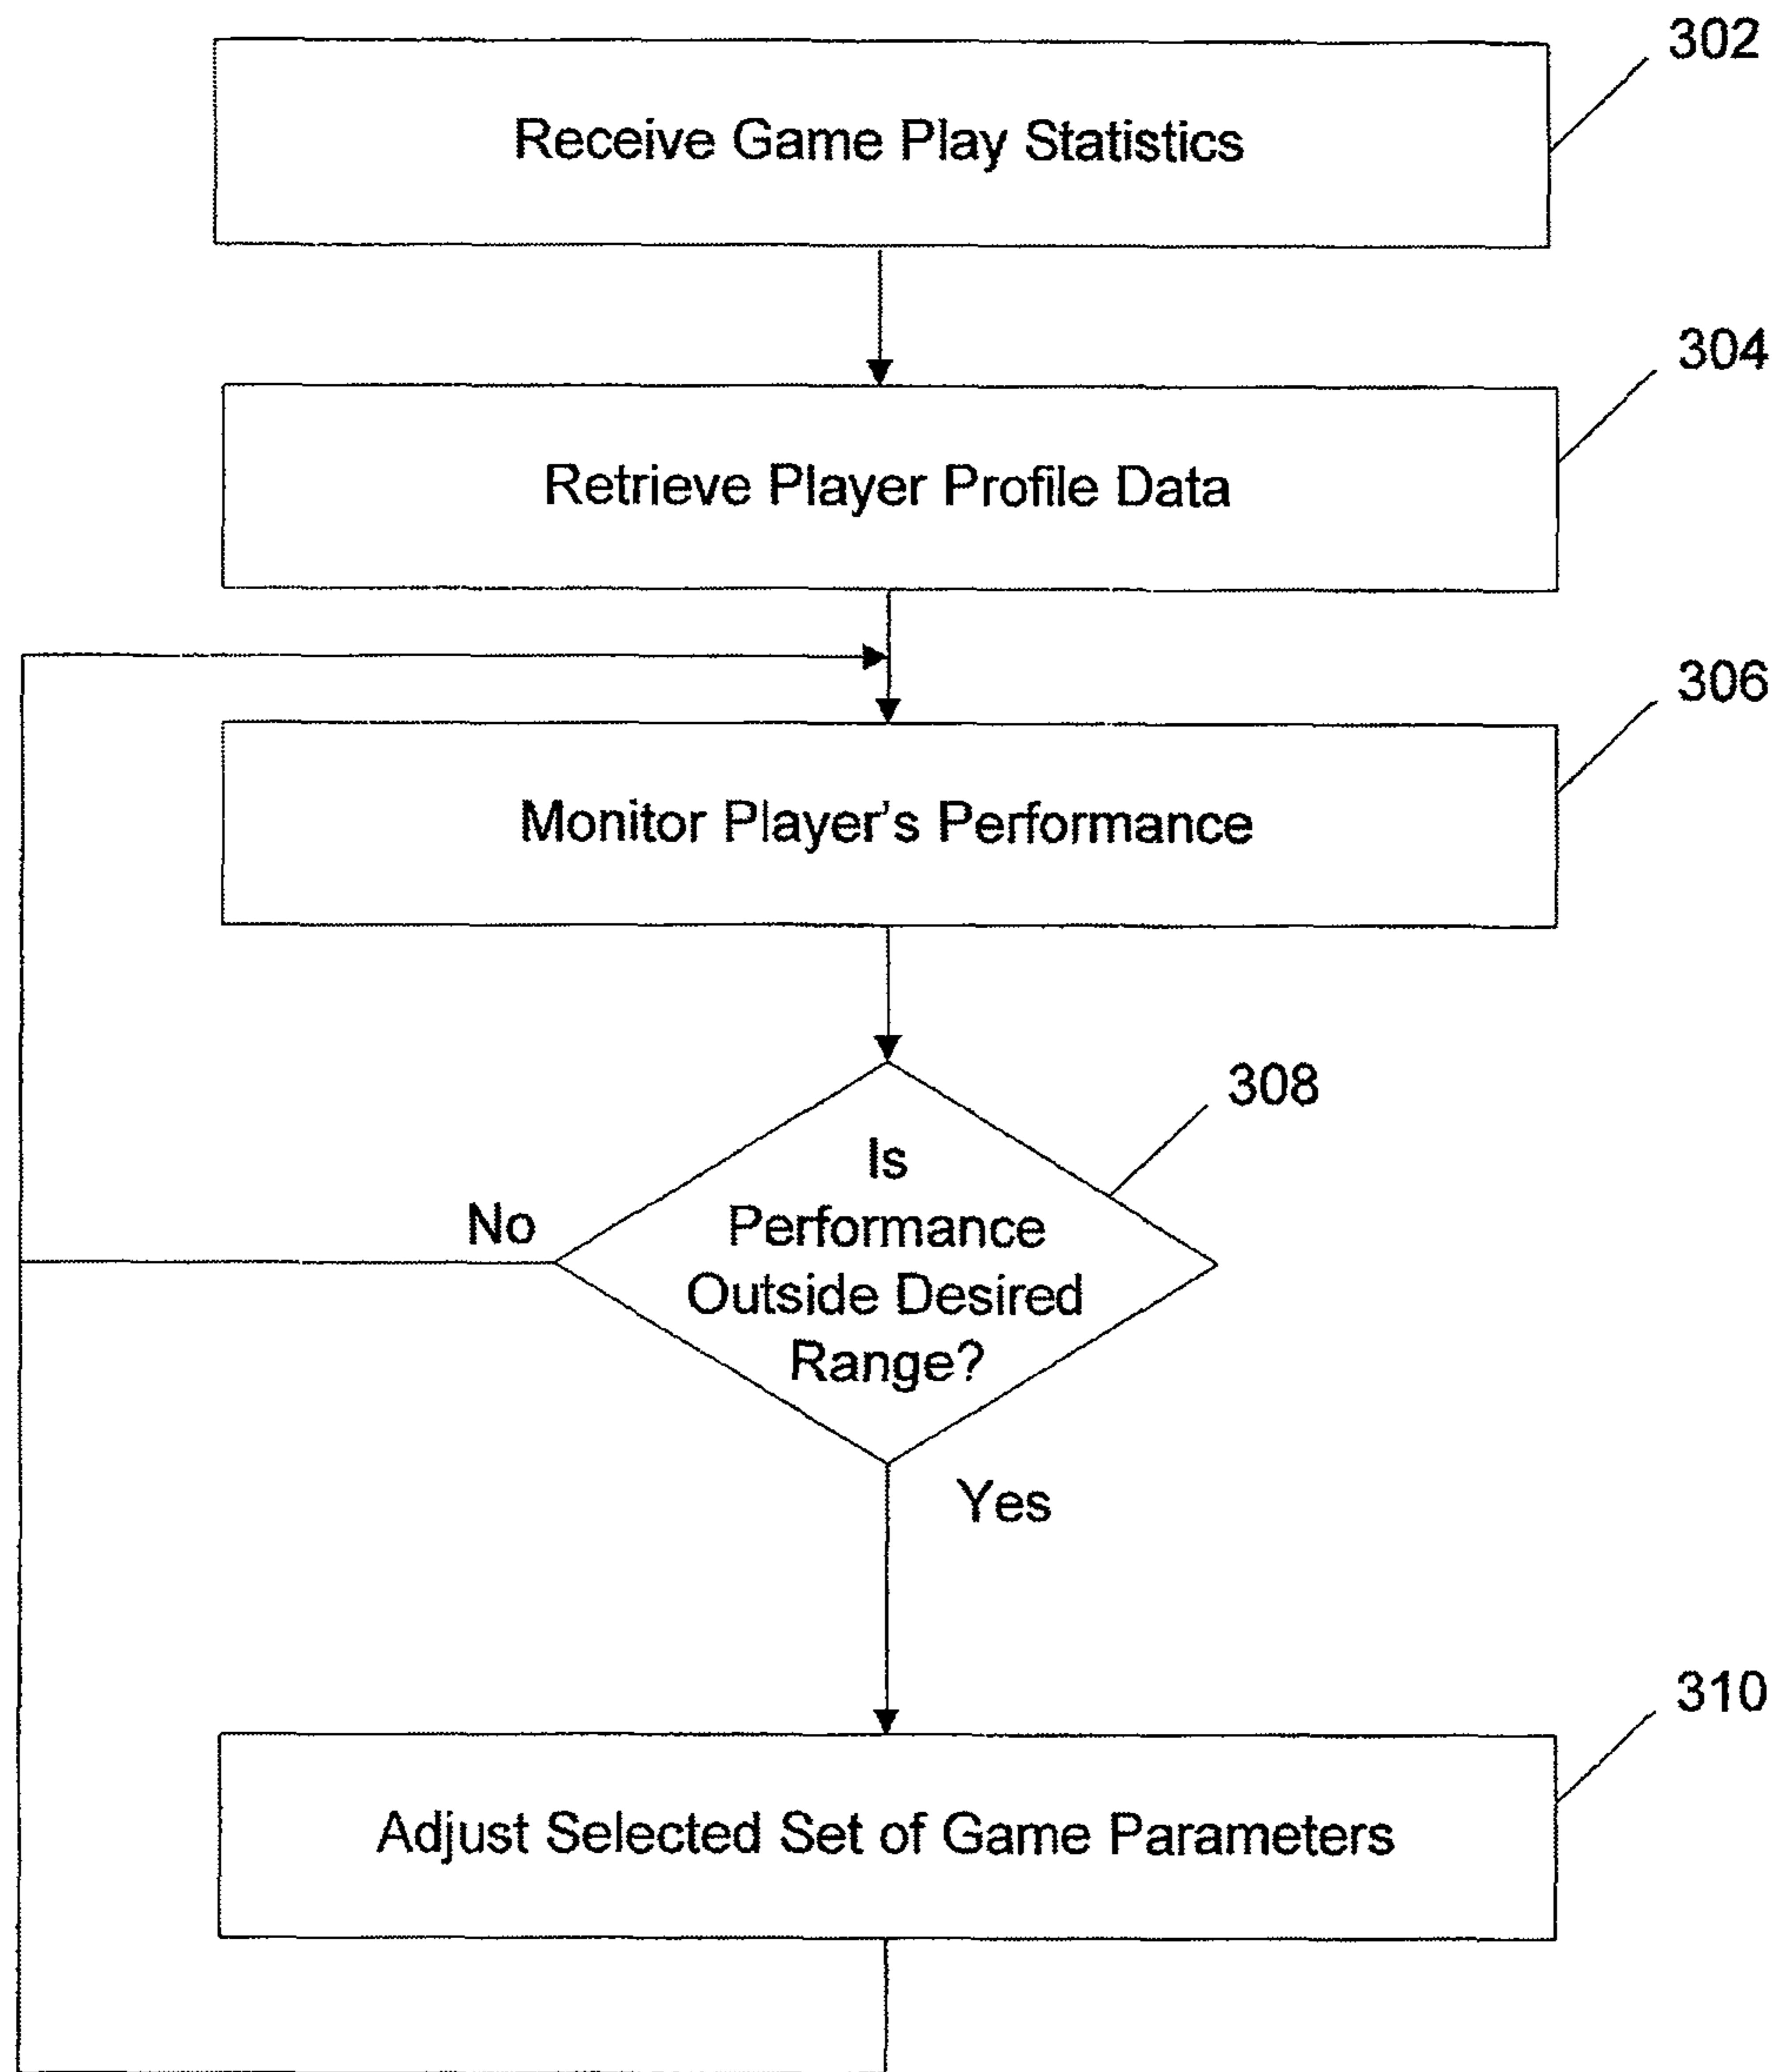 302
Receive Game Play Statistics
304
Retrieve Player Profile Data
306
Monitor Player's Performance
308
Is
Performance
Outside Desired
Range?
No
Yes
310
Adjust Selected Set of Game Parameters